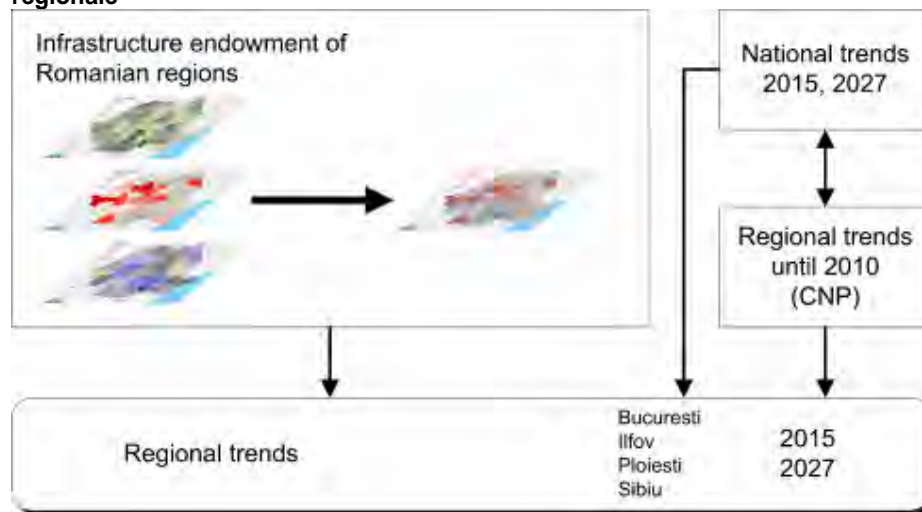 regionale
Infrastructure endowment of
Romanian regions
National trends
2015, 2027
Regional trends
until 2010
(CNP)
Regional trends
Bucuresti
Ilfov
Ploiesti
Sibiu
2015
2027